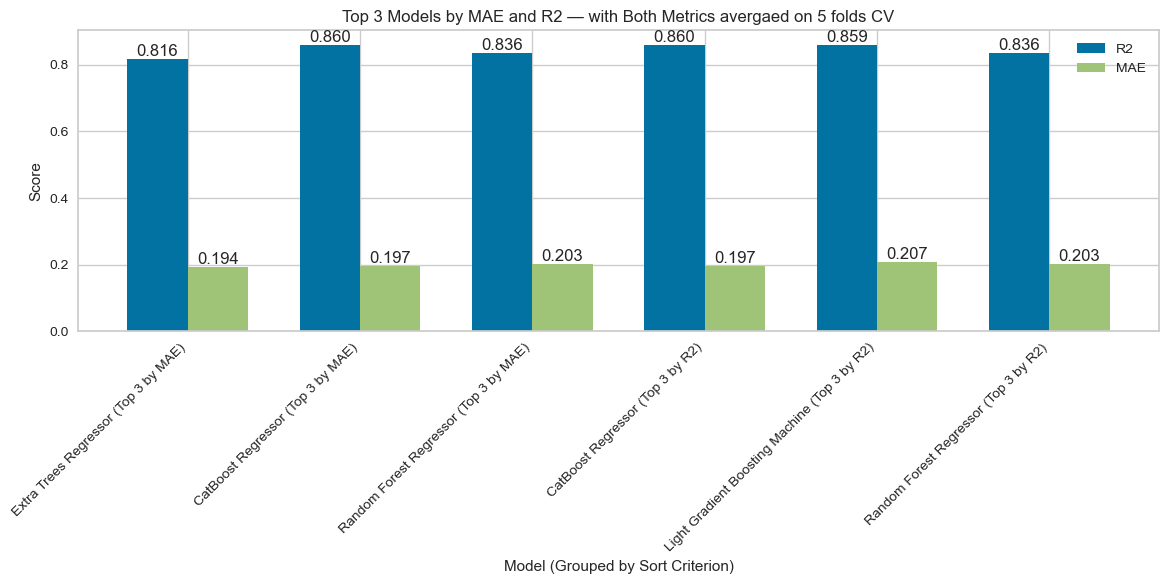 Top 3 Models by MAE and R2 — with Both Metrics avergaed on 5 folds CV
R2
MAE
Score
0.8
0.6
0.4
0.2
0.0
0.816
0.194
0.860
0.197
0.836
0.203
0.860
0.197
0.859
0.207
0.836
0.203
Extra Trees Regressor (Top 3 by MAE)
CatBoost Regressor (Top 3 by MAE)
Random Forest Regressor (Top 3 by MAE)
CatBoost Regressor (Top 3 by R2)
Light Gradient Boosting Machine (Top 3 by R2)
Random Forest Regressor (Top 3 by R2)
Model (Grouped by Sort Criterion)